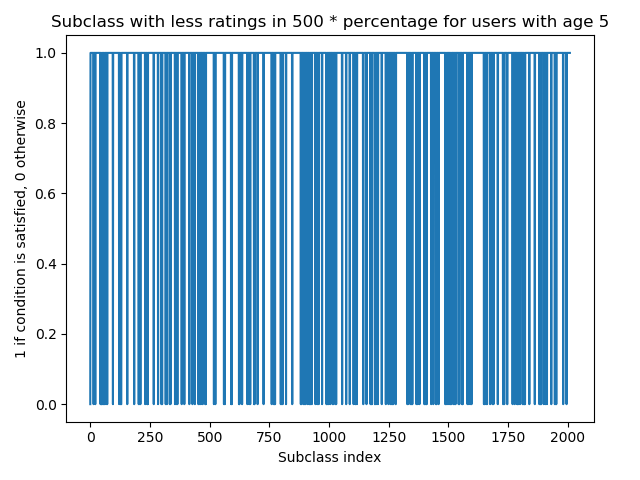 Subclass with less ratings in 500 * percentage for users with age 5
1.0
0.8
0.6
0.4
0.2
0.0
1 if condition is satisfied, 0 otherwise
0 250 500 750 1000 1250 1500 1750 2000
Subclass index